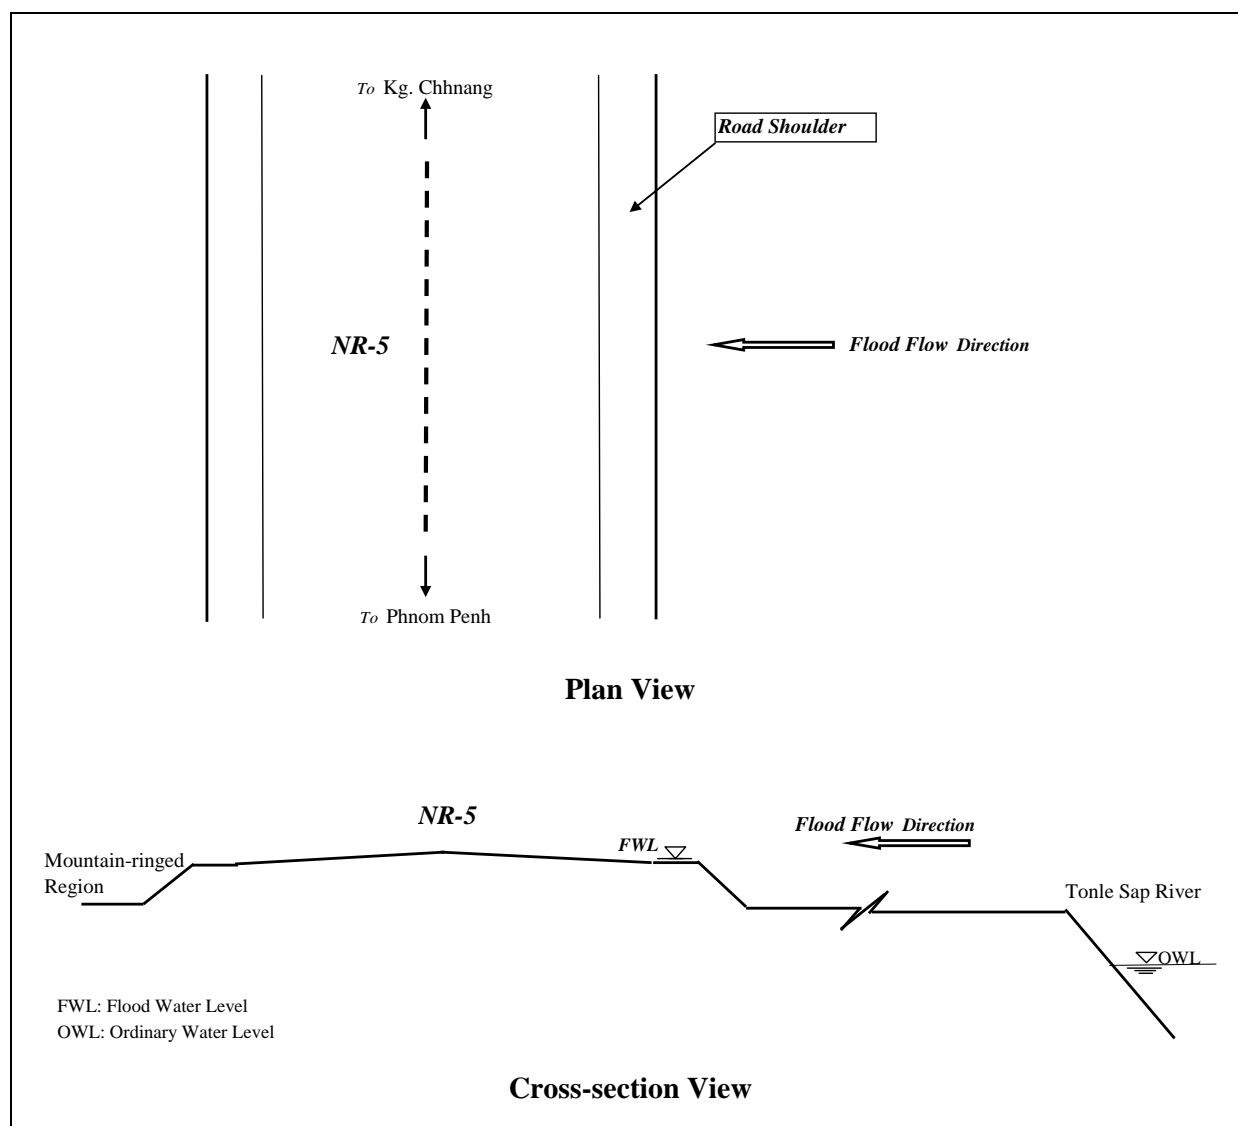 To Kg. Chhnang
Road Shoulder
NR-5
Flood Flow Direction
To Phnom Penh
Plan View
NR-5
Flood Flow Direction
FWL
Mountain-ringed
Region
Tonle Sap River
OWL
FWL: Flood Water Level
OWL: Ordinary Water Level
Cross-section View